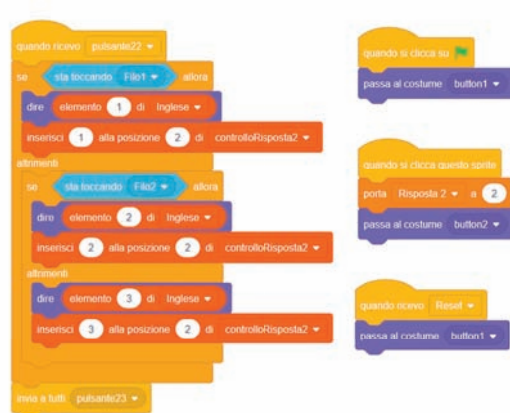 quando ricevo pulsante22
se sta toccando Filo1 allora
dire elemento 1 di Inglese
inserisci 1 alla posizione 2 di controlloRisposta2
altrimenti
se sta toccando Filo2 allora
dire elemento 2 di Inglese
inserisci 2 alla posizione 2 di controlloRisposta2
altrimenti
dire elemento 3 di Inglese
inserisci 3 alla posizione 2 di controlloRisposta2
invia a tutti pulsante23
quando si clicca su
passa al costume button1
quando si clicca questo sprite
porta Risposta 2 a 2
passa al costume button2
quando ricevo Reset
passa al costume button1